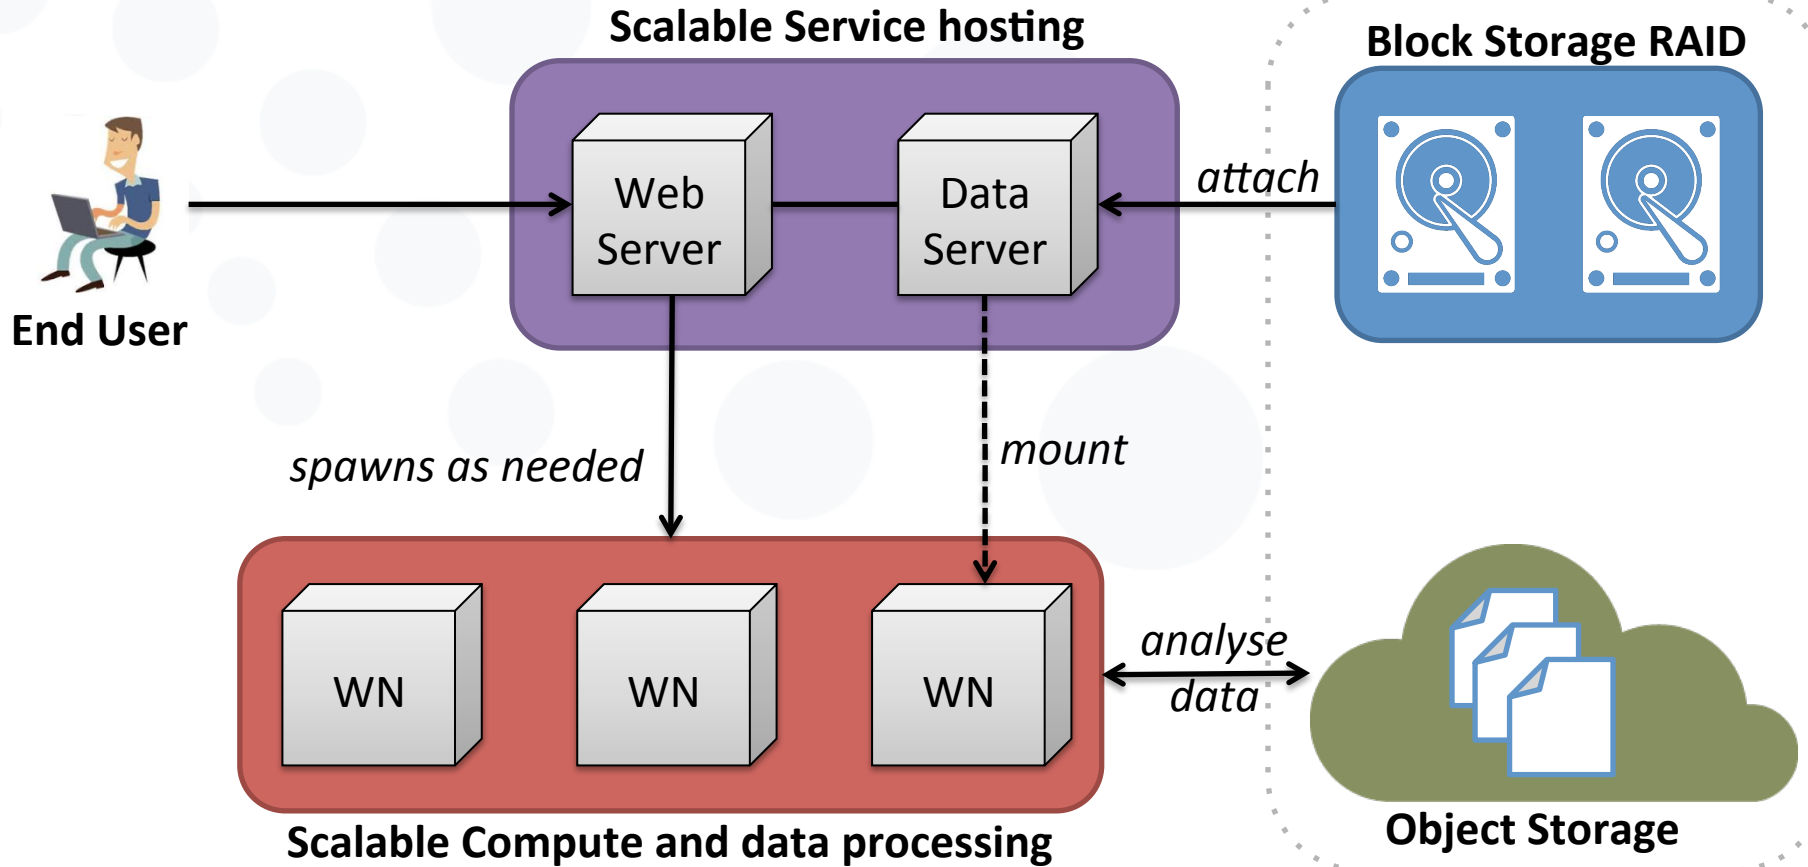 Scalable Service hosting
Block Storage RAID
Web
Server
Data
Server
attach
End User
spawns as needed
mount
WN
WN
WN
analyse
data
Scalable Compute and data processing
Object Storage